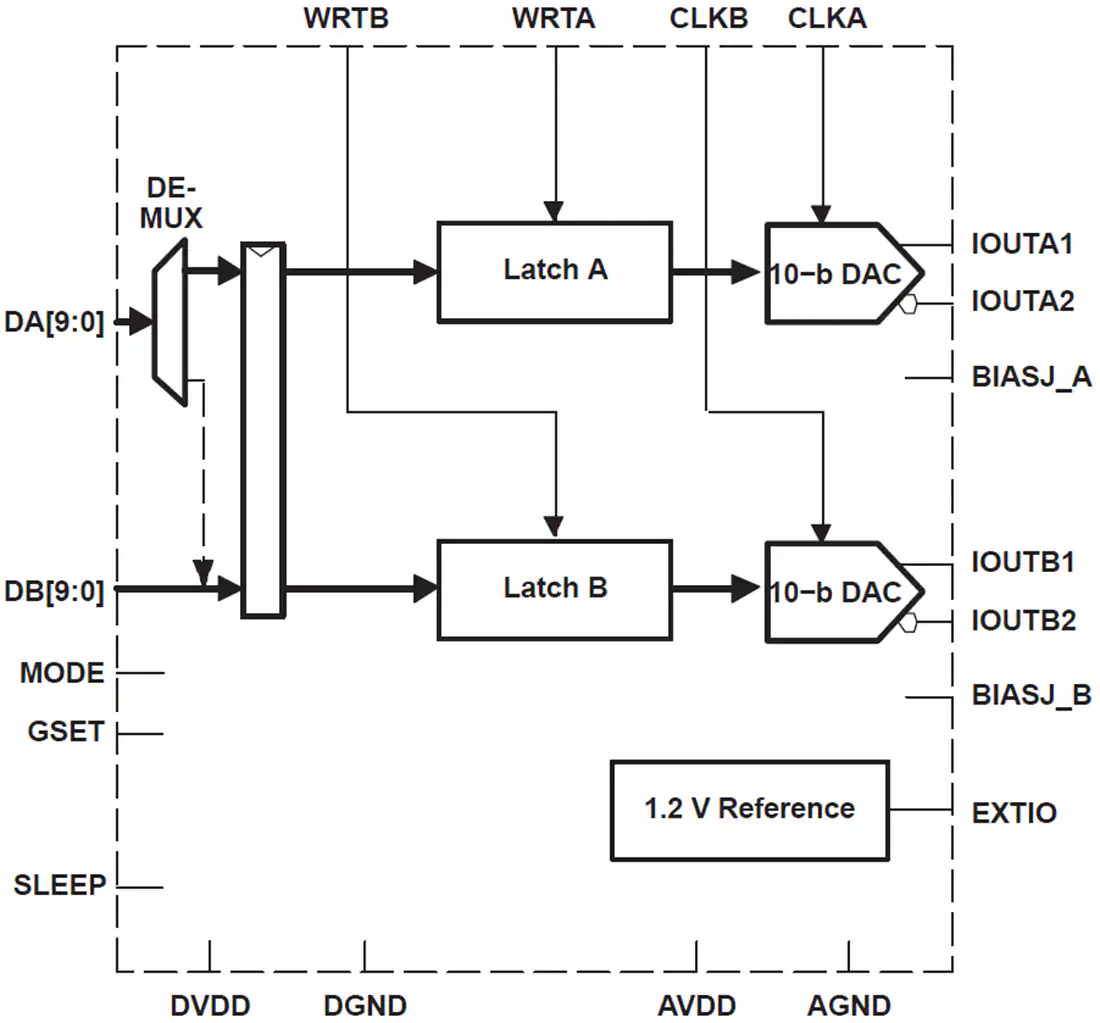 WRTB
WRTA
CLKB
CLKA
DE-
MUX
IOUTA1
Latch A
10−b DAC
IOUTA2
DA[9:0]
BIASJ_A
IOUTB1
DB[9:0]
Latch B
10−b DAC
IOUTB2
MODE
BIASJ_B
GSET
1.2 V Reference
EXTIO
SLEEP
DVDD
DGND
AVDD
AGND